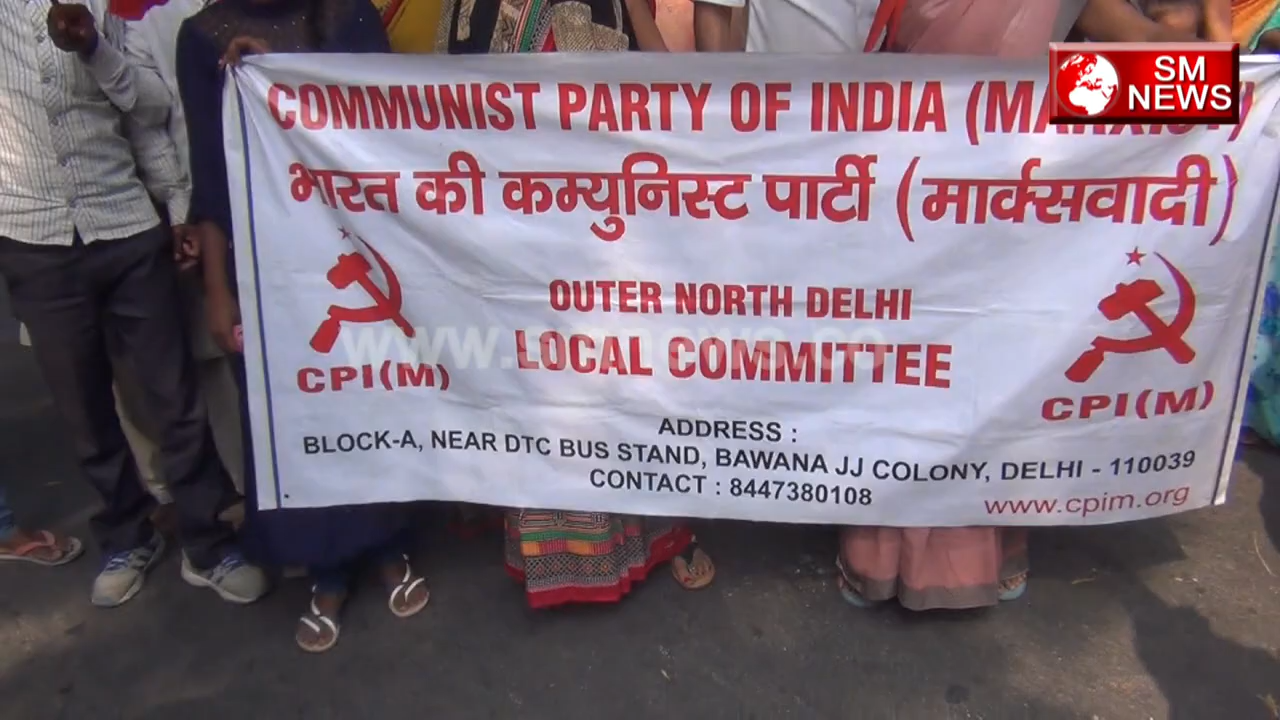 SM
NEWS
COMMUNIST PARTY OF INDIA
भारत की कम्युनिस्ट पार्टी (मार्क्सवादी)
OUTER NORTH DELHI
LOCAL COMMITTEE
CPI(M)
CPI(M)
ADDRESS :
BLOCK-A, NEAR DTC BUS STAND, BAWANA JJ COLONY, DELHI - 110039
CONTACT : 8447380108
www.cpim.org